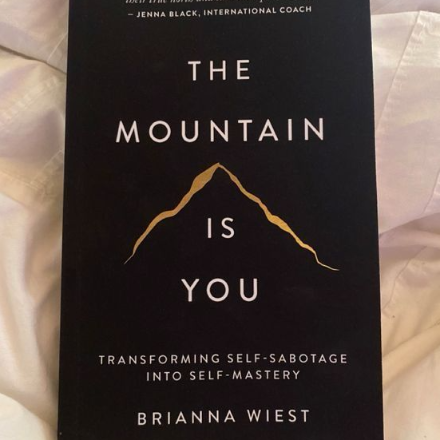 — JENNA BLACK, INTERNATIONAL COACH
THE
MOUNTAIN
IS
YOU
TRANSFORMING SELF-SABOTAGE
INTO SELF-MASTERY
BRIANNA WIEST